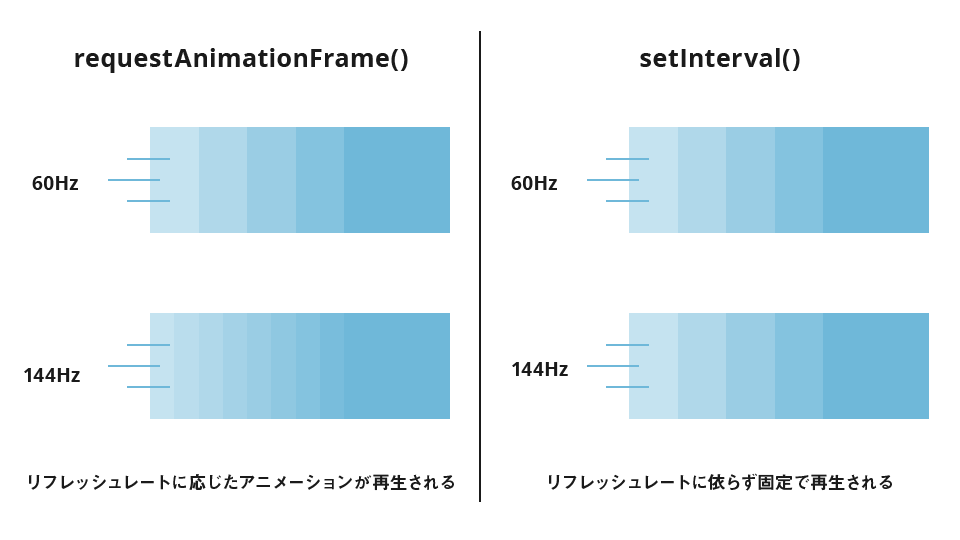 requestAnimationFrame()
60Hz
144Hz
リフレッシュレートに応じたアニメーションが再生される
setInterval()
60Hz
144Hz
リフレッシュレートに依らず固定で再生される